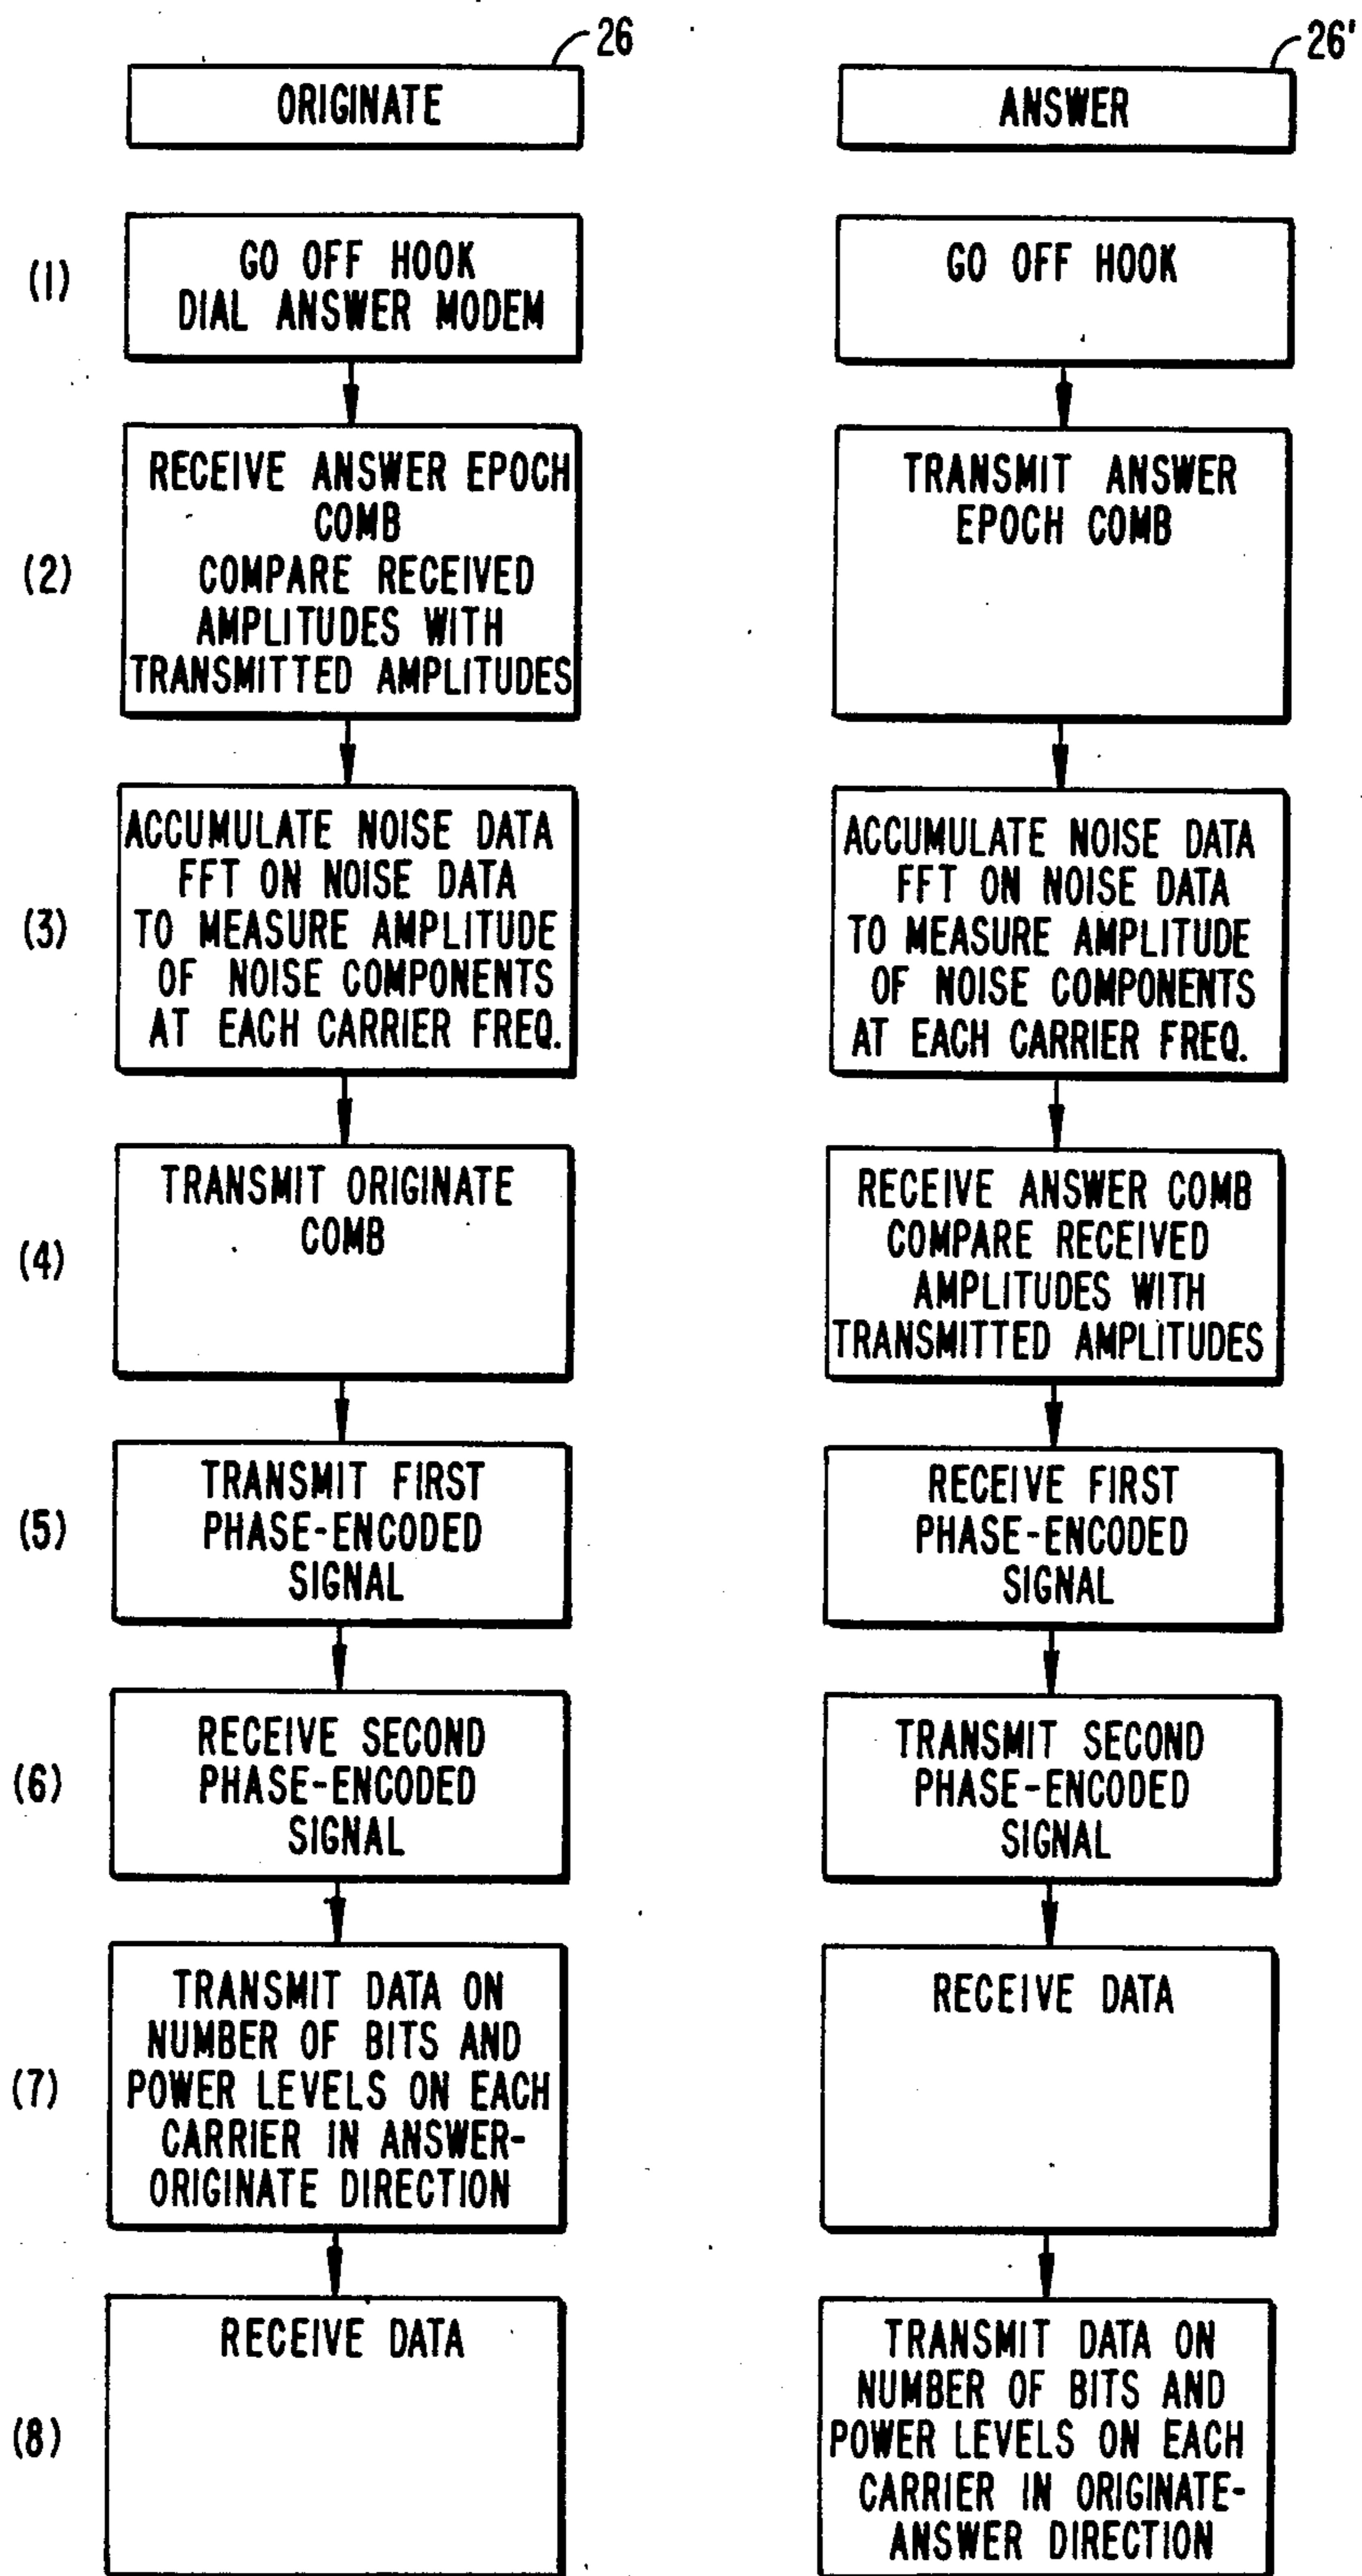 26
ORIGINATE
(1)
GO OFF HOOK
DIAL ANSWER MODEM
(2)
RECEIVE ANSWER EPOCH
COMB
COMPARE RECEIVED
AMPLITUDES WITH
TRANSMITTED AMPLITUDES
(3)
ACCUMULATE NOISE DATA
FFT ON NOISE DATA
TO MEASURE AMPLITUDE
OF NOISE COMPONENTS
AT EACH CARRIER FREQ.
(4)
TRANSMIT ORIGINATE
COMB
(5)
TRANSMIT FIRST
PHASE-ENCODED
SIGNAL
(6)
RECEIVE SECOND
PHASE-ENCODED
SIGNAL
(7)
TRANSMIT DATA ON
NUMBER OF BITS AND
POWER LEVELS ON EACH
CARRIER IN ANSWER-
ORIGINATE DIRECTION
(8)
RECEIVE DATA
26'
ANSWER
GO OFF HOOK
TRANSMIT ANSWER
EPOCH COMB
ACCUMULATE NOISE DATA
FFT ON NOISE DATA
TO MEASURE AMPLITUDE
OF NOISE COMPONENTS
AT EACH CARRIER FREQ.
RECEIVE ANSWER COMB
COMPARE RECEIVED
AMPLITUDES WITH
TRANSMITTED AMPLITUDES
RECEIVE FIRST
PHASE-ENCODED
SIGNAL
TRANSMIT SECOND
PHASE-ENCODED
SIGNAL
RECEIVE DATA
TRANSMIT DATA ON
NUMBER OF BITS AND
POWER LEVELS ON EACH
CARRIER IN ORIGINATE-
ANSWER DIRECTION